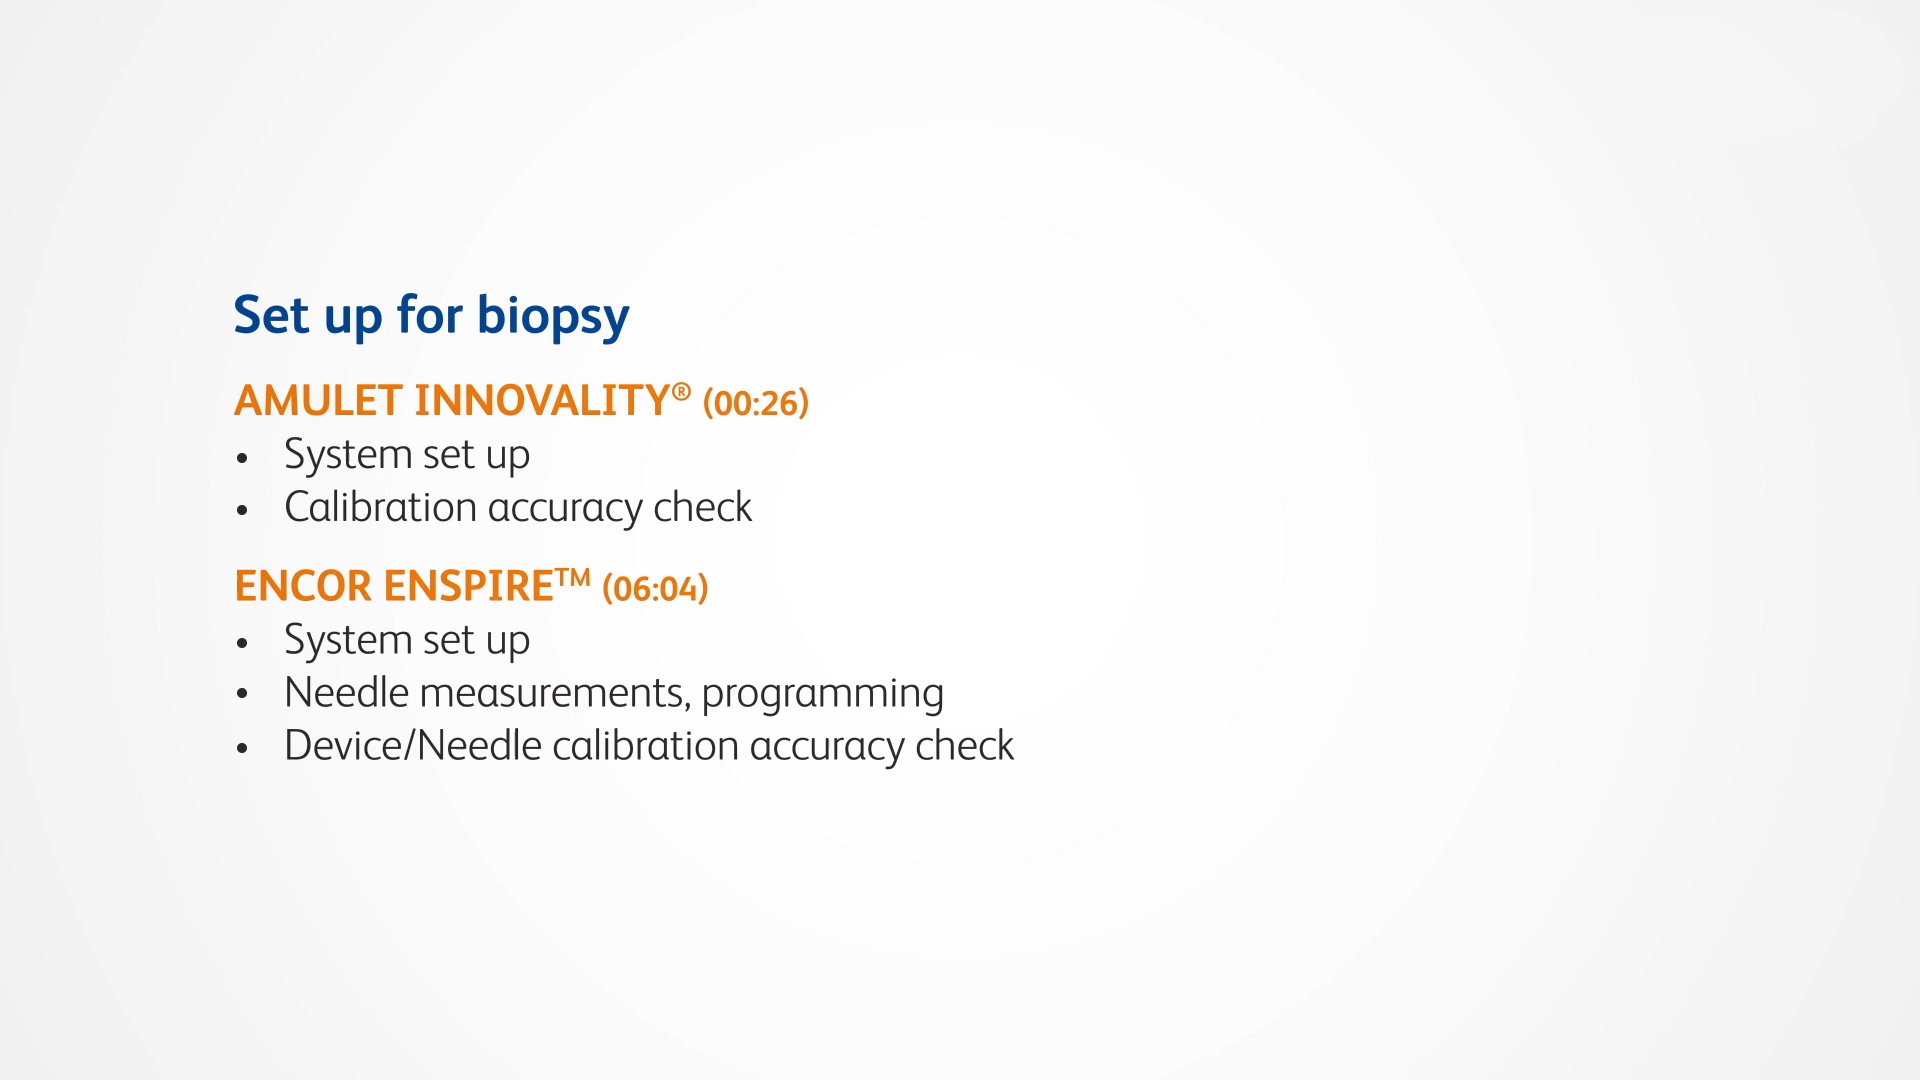 Set up for biopsy
AMULET INNOVALITY® (00:26)
• System set up
• Calibration accuracy check
ENCOR ENSPIRE™ (06:04)
• System set up
• Needle measurements, programming
• Device/Needle calibration accuracy check